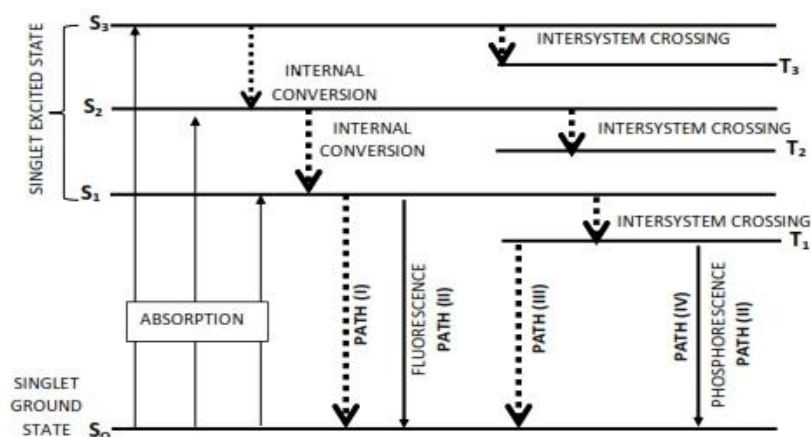 S₃
INTERSYSTEM CROSSING
T₃
INTERNAL
CONVERSION
SINGLET EXCITED STATE
S₂
INTERNAL
CONVERSION
INTERSYSTEM CROSSING
T₂
S₁
INTERSYSTEM CROSSING
T₁
ABSORPTION
PATH (I)
FLUORESCENCE
PATH (II)
PATH (III)
PATH (IV)
PHOSPHORESCENCE
PATH (II)
SINGLET
GROUND
STATE
S₀